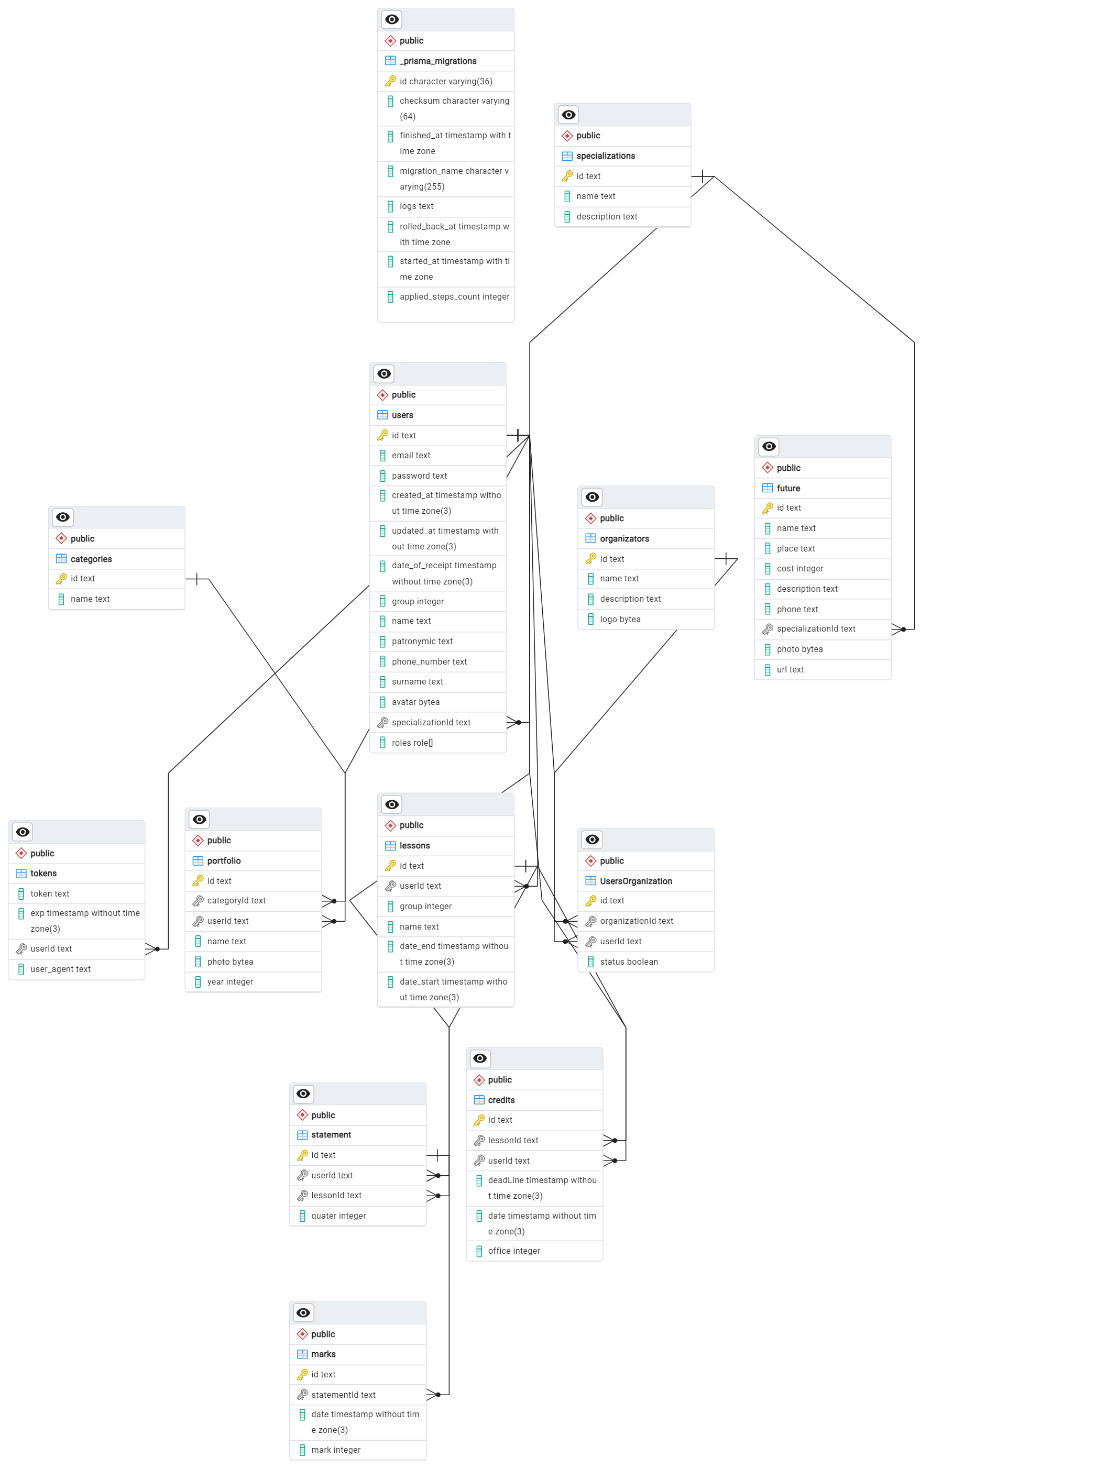 public
_prisma_migrations
id character varying(36)
checksum character varying
(64)
finished_at timestamp with t
ime zone
migration_name character v
arying(255)
logs text
rolled_back_at timestamp w
ith time zone
started_at timestamp with ti
me zone
applied_steps_count integer
public
specializations
id text
name text
description text
public
users
id text
email text
password text
created_at timestamp witho
ut time zone(3)
updated_at timestamp with
out time zone(3)
date_of_receipt timestamp
without time zone(3)
group integer
name text
patronymic text
phone_number text
surname text
avatar bytea
specializationId text
roles role[]
public
future
id text
name text
place text
cost integer
description text
phone text
specializationId text
photo bytea
url text
public
organizators
id text
name text
description text
logo bytea
public
categories
id text
name text
public
tokens
token text
exp timestamp without time
zone(3)
userId text
user_agent text
public
portfolio
id text
categoryId text
userId text
name text
photo bytea
year integer
public
lessons
id text
userId text
group integer
name text
date_end timestamp withou
t time zone(3)
date_start timestamp witho
ut time zone(3)
public
UsersOrganization
id text
organizationId text
userId text
status boolean
public
credits
id text
lessonId text
userId text
deadLine timestamp withou
t time zone(3)
date timestamp without tim
e zone(3)
office integer
public
statement
id text
userId text
lessonId text
quater integer
public
marks
id text
statementId text
date timestamp without tim
e zone(3)
mark integer